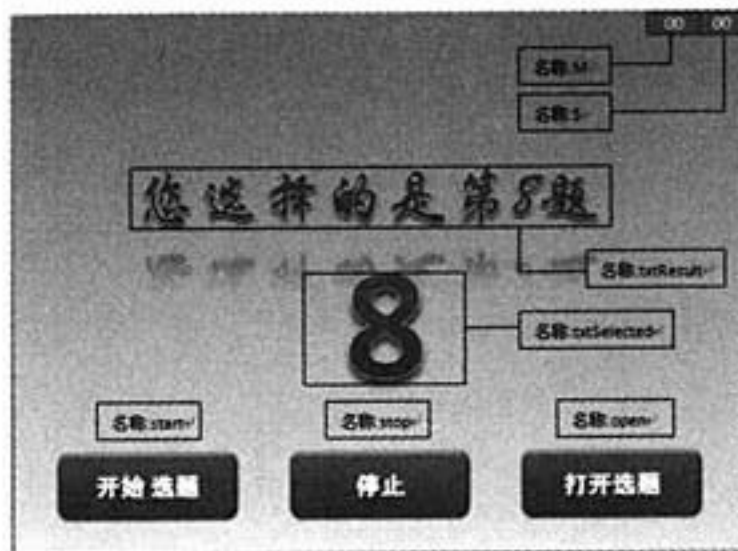 00 00
名称:M
名称:S
您选择的是第8题
名称:txtResult
8
名称:txtSelected
名称:start 名称:stop 名称:open
开始 选题 停止 打开选题